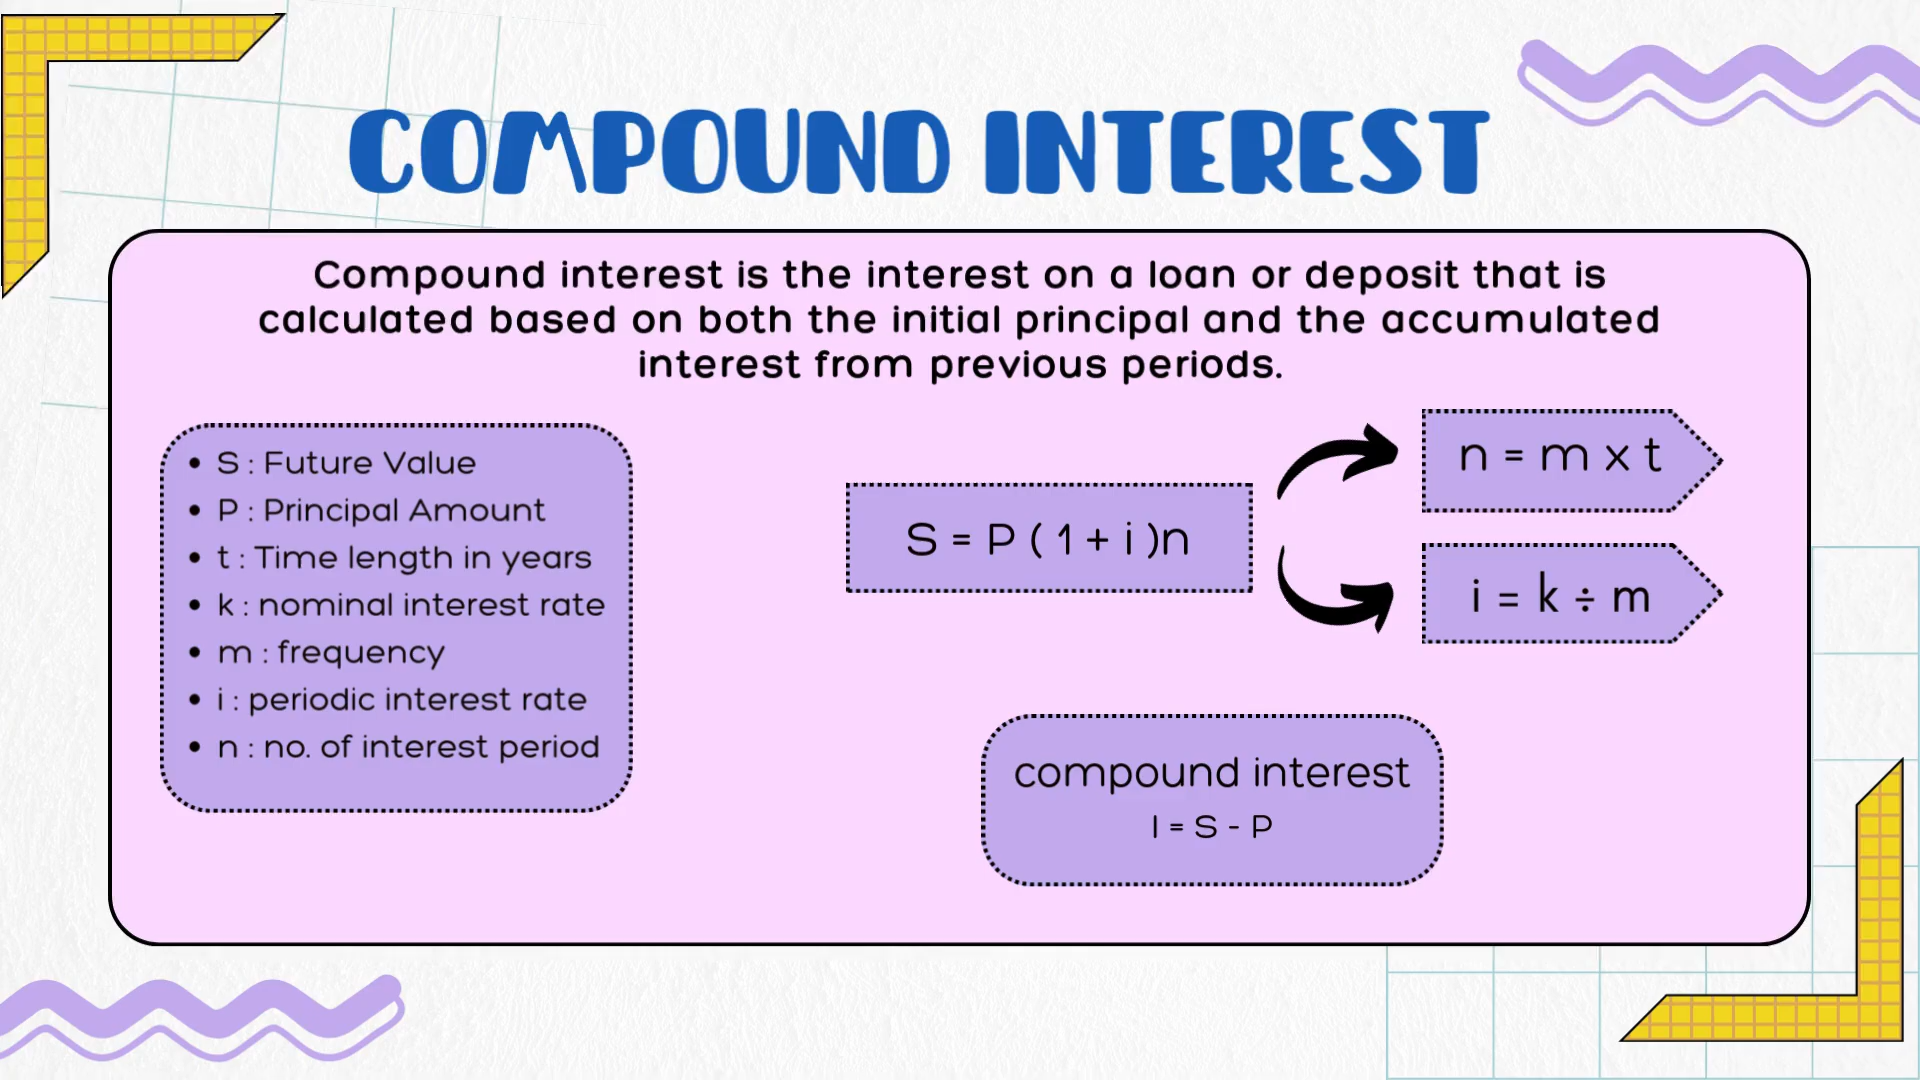 COMPOUND INTEREST
Compound interest is the interest on a loan or deposit that is
calculated based on both the initial principal and the accumulated
interest from previous periods.
• S : Future Value
• P : Principal Amount
• t : Time length in years
• k : nominal interest rate
• m : frequency
• i : periodic interest rate
• n : no. of interest period
S = P ( 1 + i )n
n = m x t
i = k ÷ m
compound interest
I = S - P